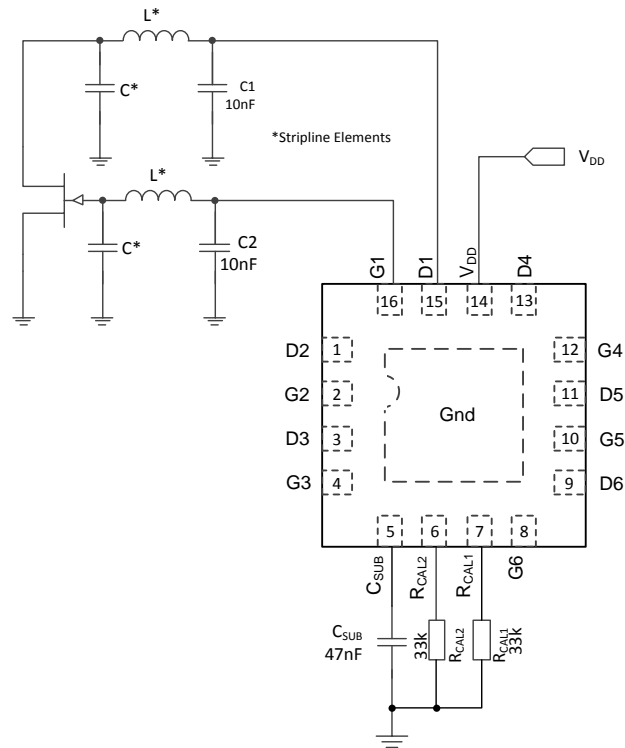 L*
C*
C1
10nF
*Stripline Elements
L*
C*
C2
10nF
V_DD
G1
D1
V_DD
D4
16
15
14
13
D2
1
12
G4
G2
2
11
D5
D3
3
10
G5
G3
4
9
D6
Gnd
5
6
7
8
C_SUB
R_CAL2
R_CAL1
G6
C_SUB
47nF
33k
R_CAL2
R_CAL1
33k